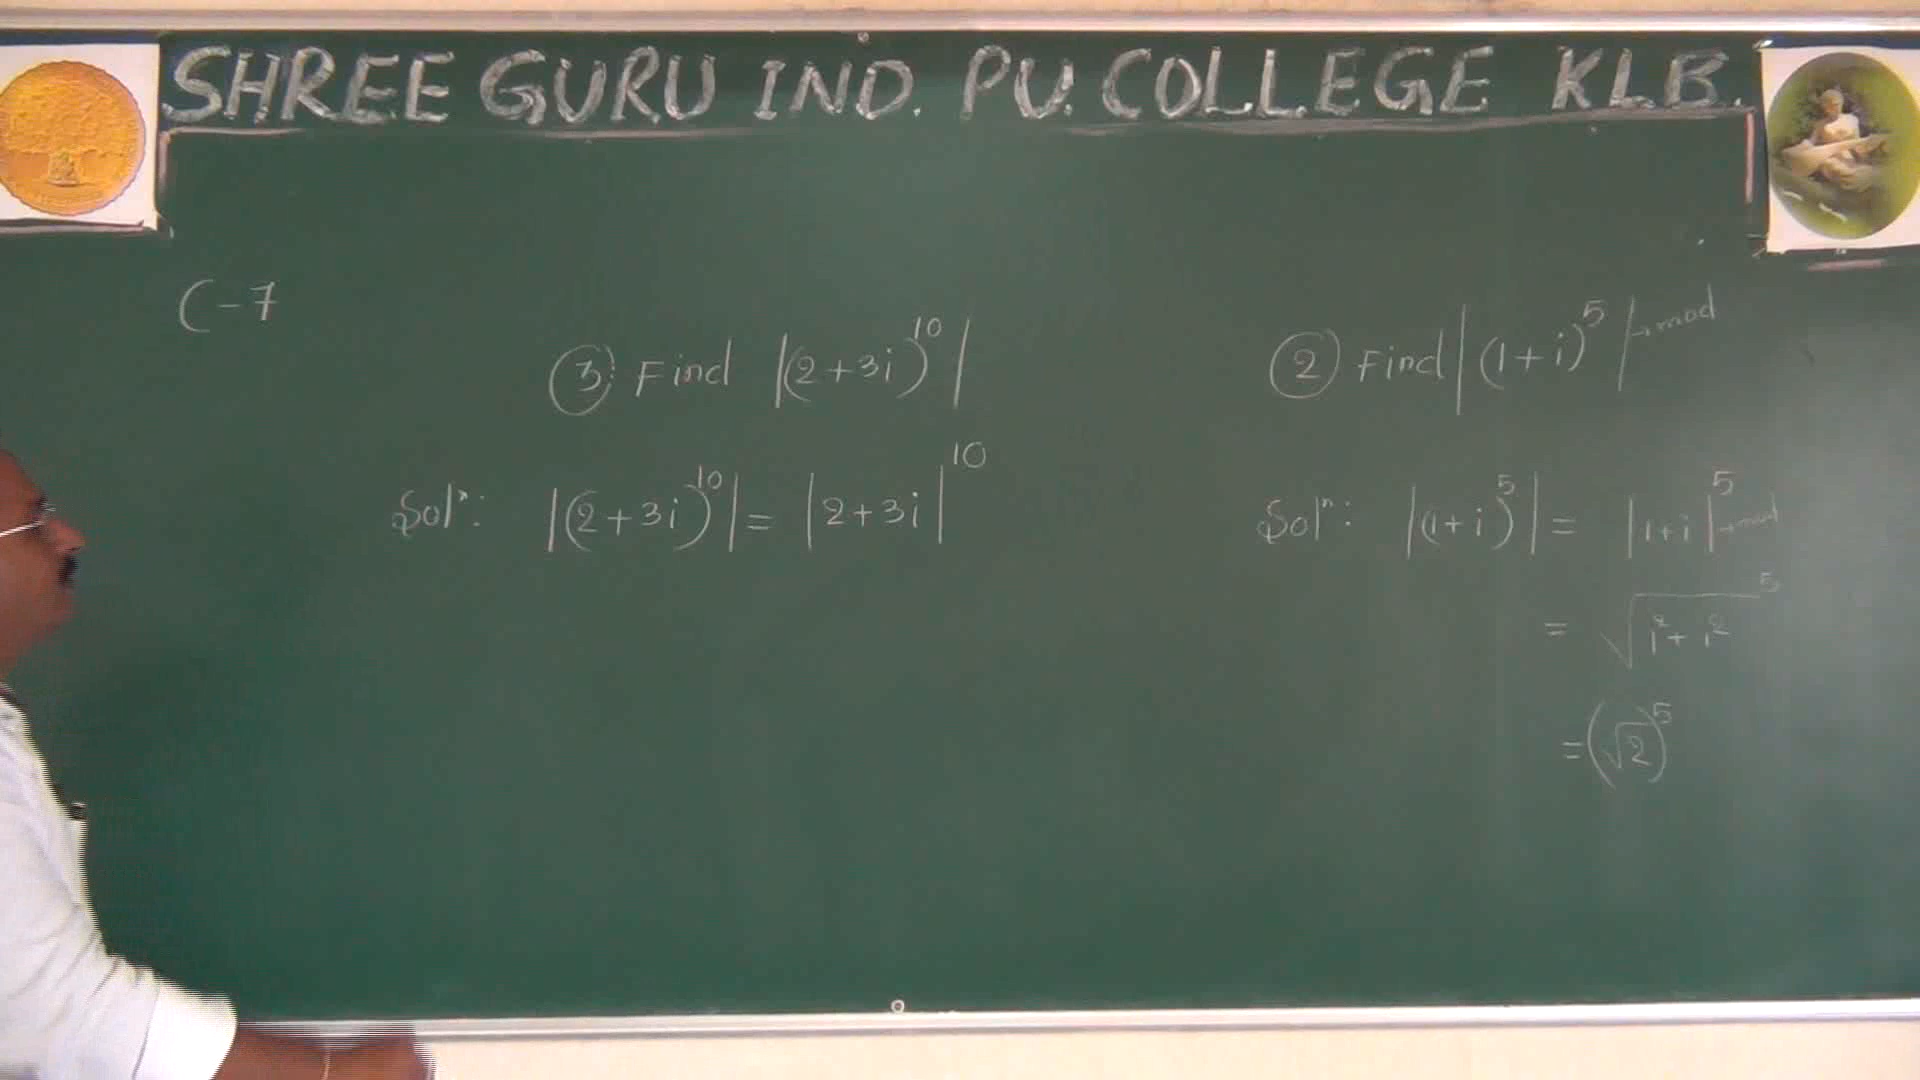 SHREE GURU IND. PU. COLLEGE KLB.
C-7
③ Find |(2+3i)^10|
Solⁿ: |(2+3i)^10| = |2+3i|^10
② Find |(1+i)^5| → mod
Solⁿ: |(1+i)^5| = |1+i|^5 → mod
= √(1²+1²)^5
= (√2)^5